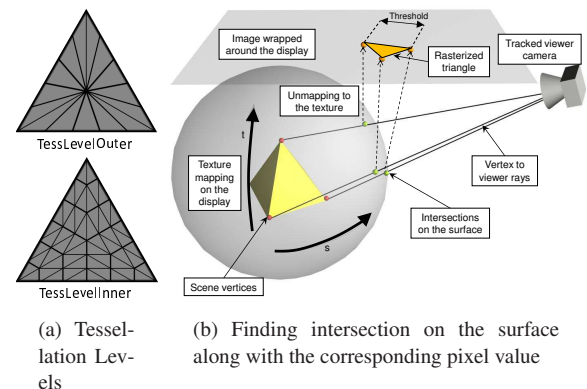 TessLevelOuter
TessLevelInner
(a) Tessel-
lation Lev-
els
Threshold
Image wrapped
around the display
Rasterized
triangle
Tracked viewer
camera
Unmapping to
the texture
t
Texture
mapping
on the
display
Vertex to
viewer rays
Intersections
on the surface
s
Scene vertices
(b) Finding intersection on the surface
along with the corresponding pixel value